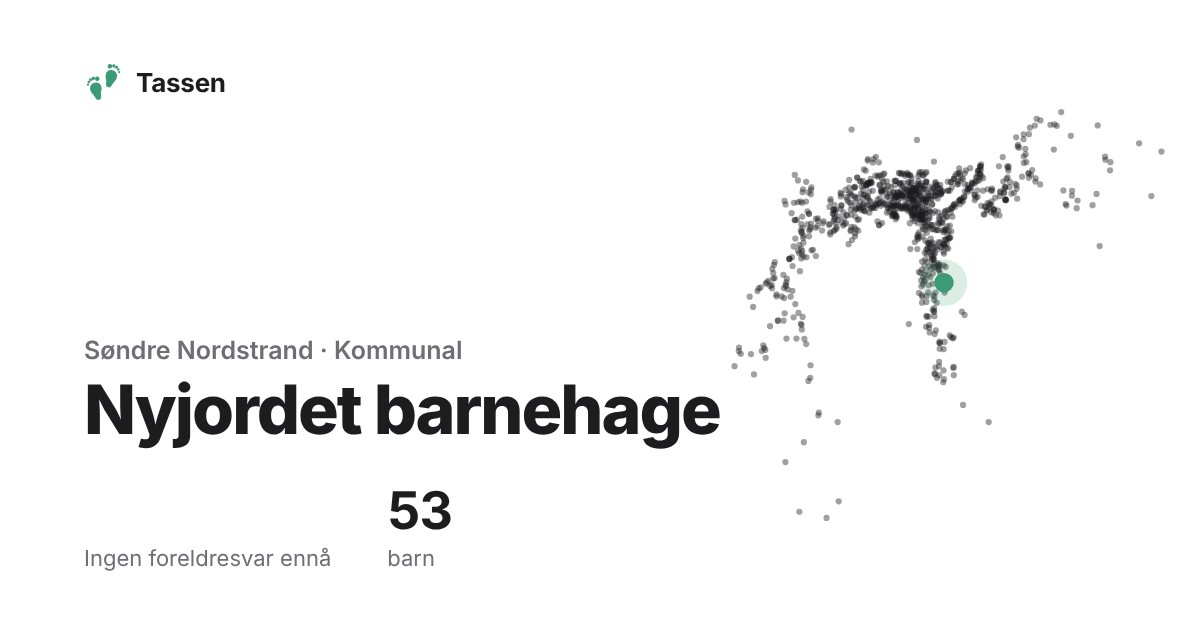 Tassen
Søndre Nordstrand · Kommunal
Nyjordet barnehage
53
Ingen foreldresvar ennå
barn